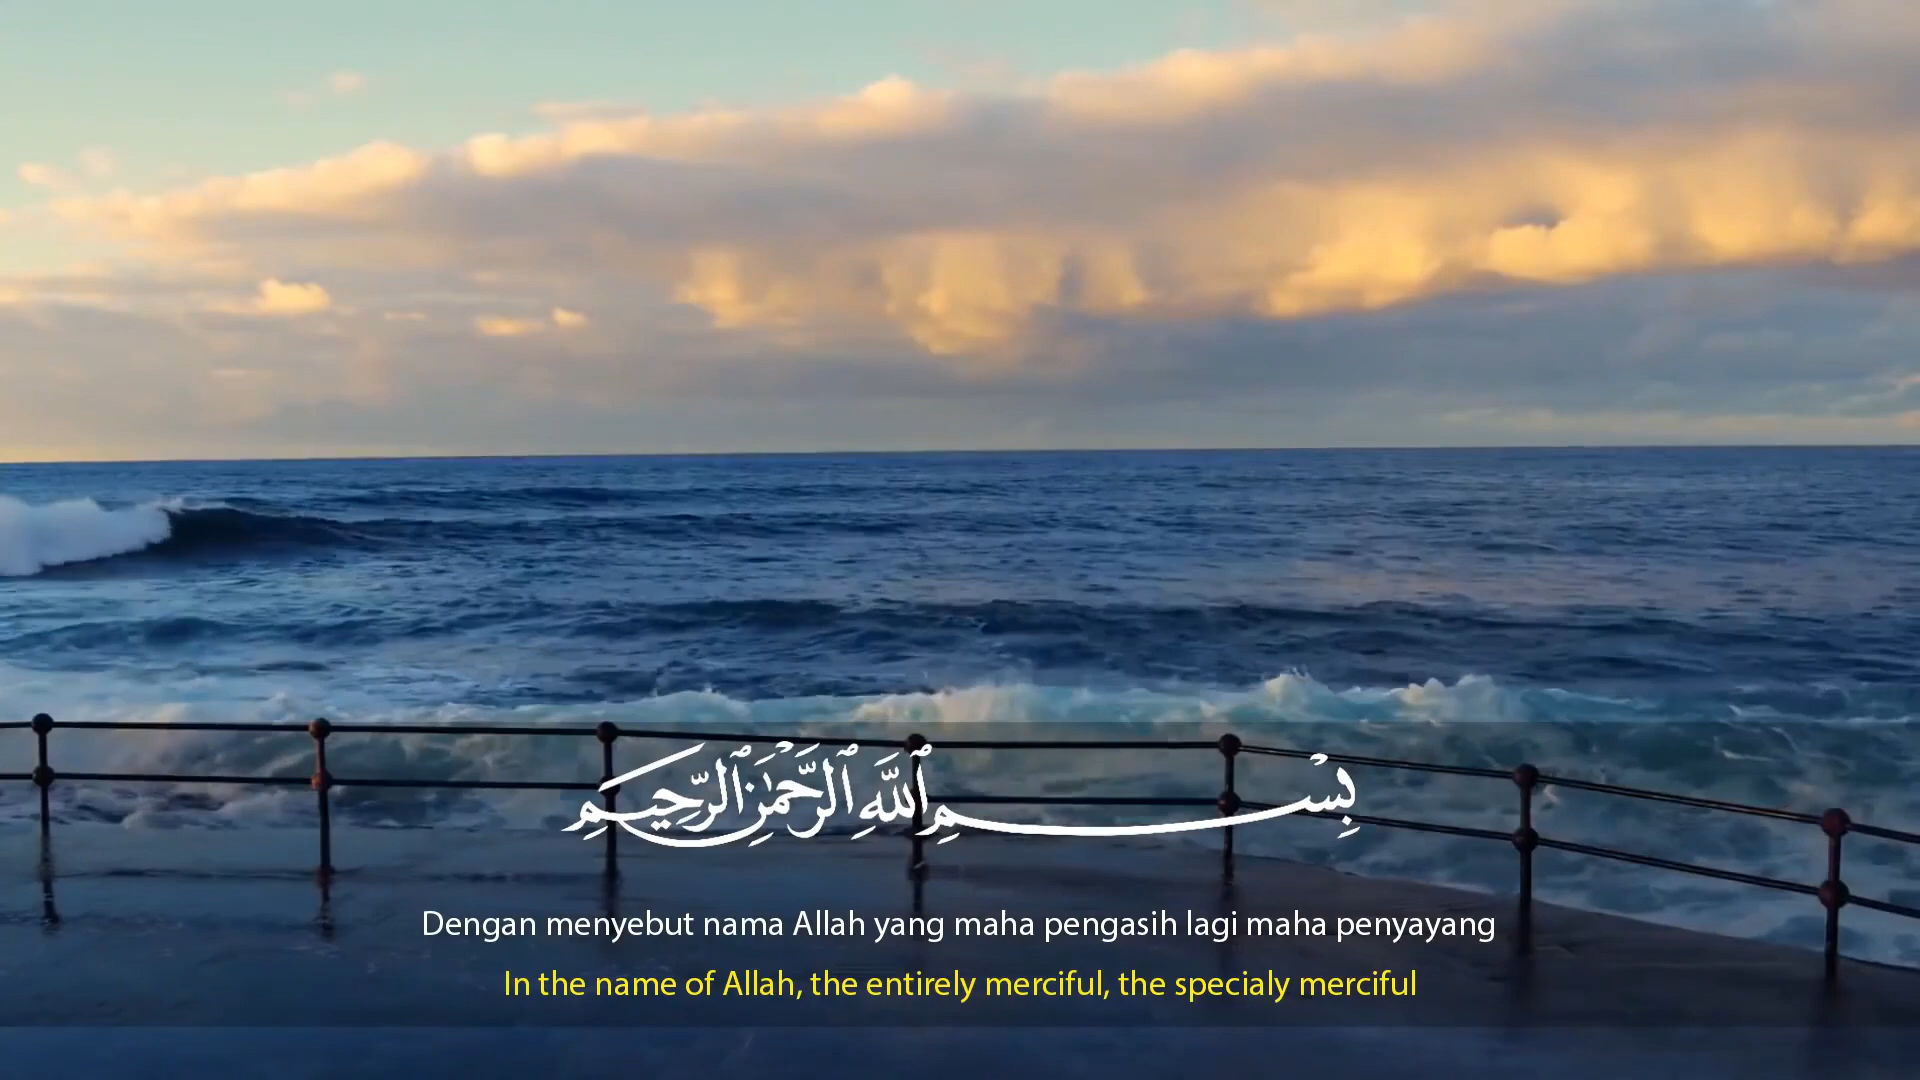 بِسْمِ ٱللَّهِ ٱلرَّحْمَٰنِ ٱلرَّحِيمِ
Dengan menyebut nama Allah yang maha pengasih lagi maha penyayang
In the name of Allah, the entirely merciful, the specialy merciful